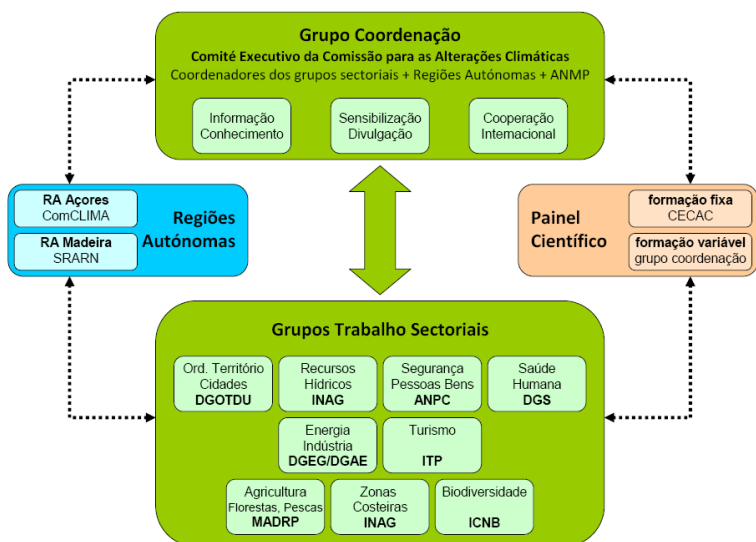 Grupo Coordenação
Comité Executivo da Comissão para as Alterações Climáticas
Coordenadores dos grupos sectoriais + Regiões Autónomas + ANMP
Informação
Conhecimento
Sensibilização
Divulgação
Cooperação
Internacional
RA Açores
ComCLIMA
RA Madeira
SRARN
Regiões
Autónomas
Painel
Científico
formação fixa
CECAC
formação variável
grupo coordenação
Grupos Trabalho Sectoriais
Ord. Território
Cidades
DGOTDU
Recursos
Hídricos
INAG
Segurança
Pessoas Bens
ANPC
Saúde
Humana
DGS
Energia
Indústria
DGEG/DGAE
Turismo
ITP
Agricultura
Florestas, Pescas
MADRP
Zonas
Costeiras
INAG
Biodiversidade
ICNB